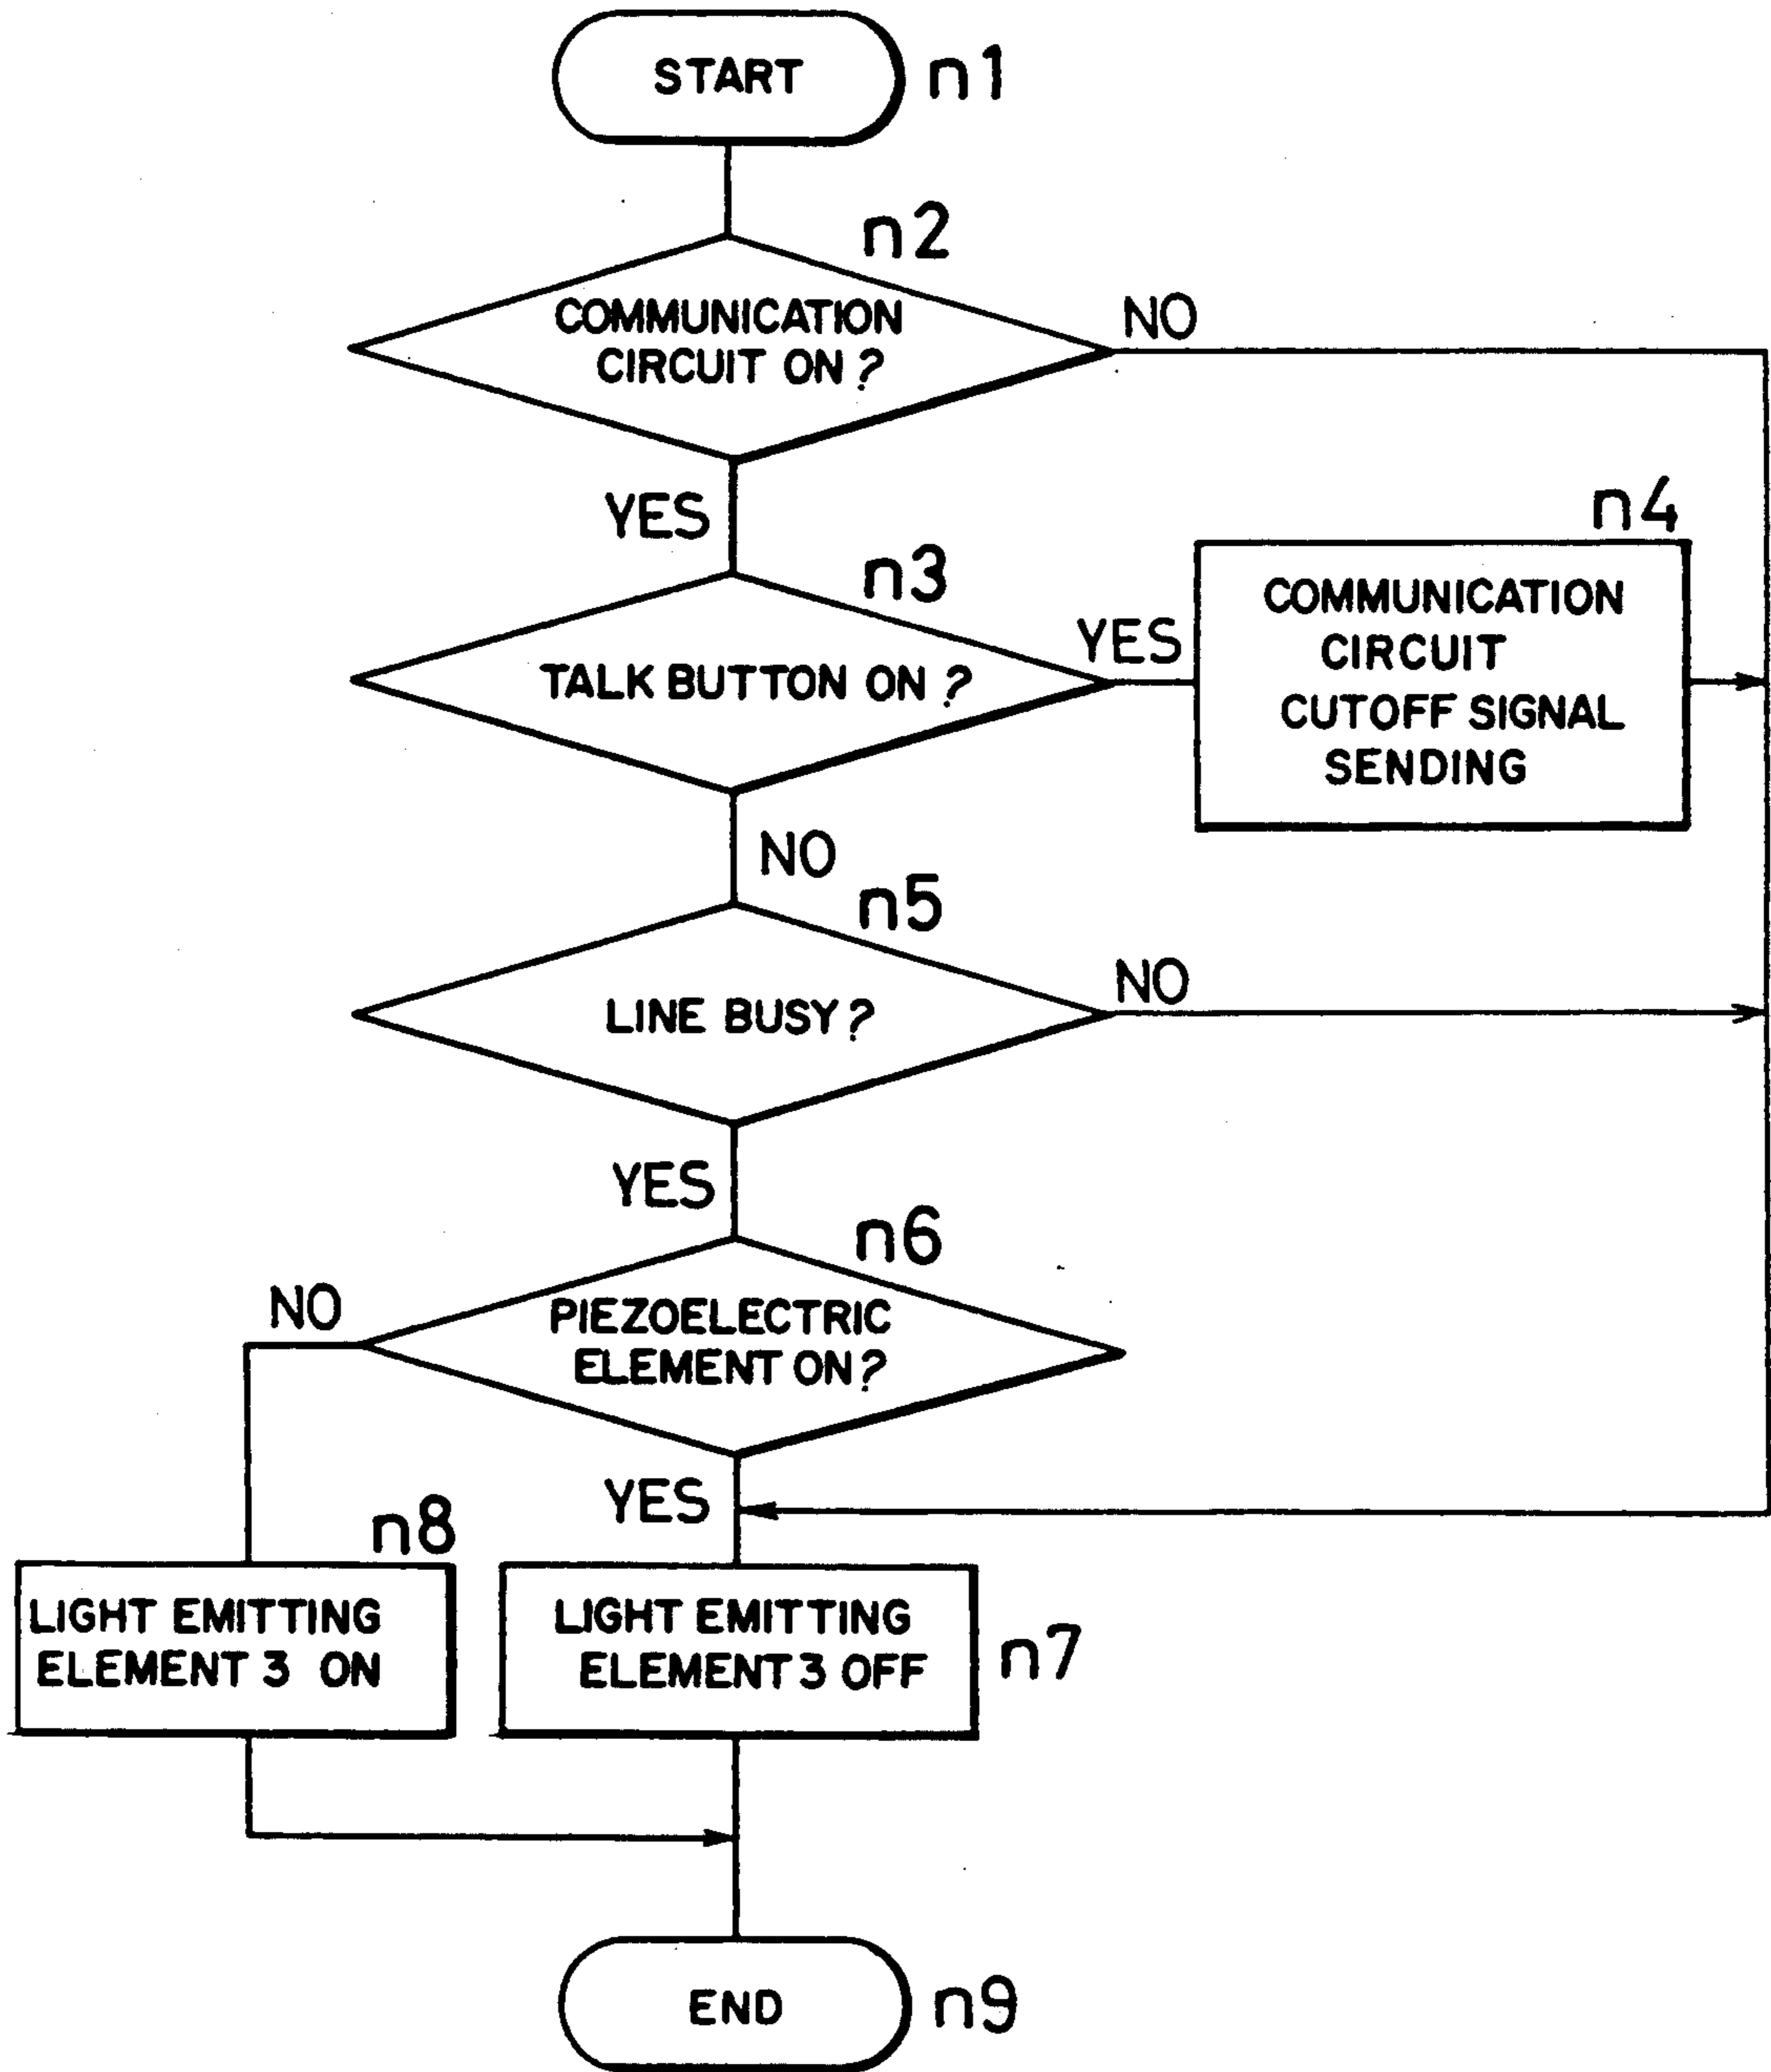 START
n1
n2
COMMUNICATION
CIRCUIT ON ?
NO
YES
n3
TALK BUTTON ON ?
YES
n4
COMMUNICATION
CIRCUIT
CUTOFF SIGNAL
SENDING
NO
n5
LINE BUSY ?
NO
YES
n6
PIEZOELECTRIC
ELEMENT ON ?
NO
YES
n8
LIGHT EMITTING
ELEMENT 3 ON
LIGHT EMITTING
ELEMENT 3 OFF
n7
END
n9